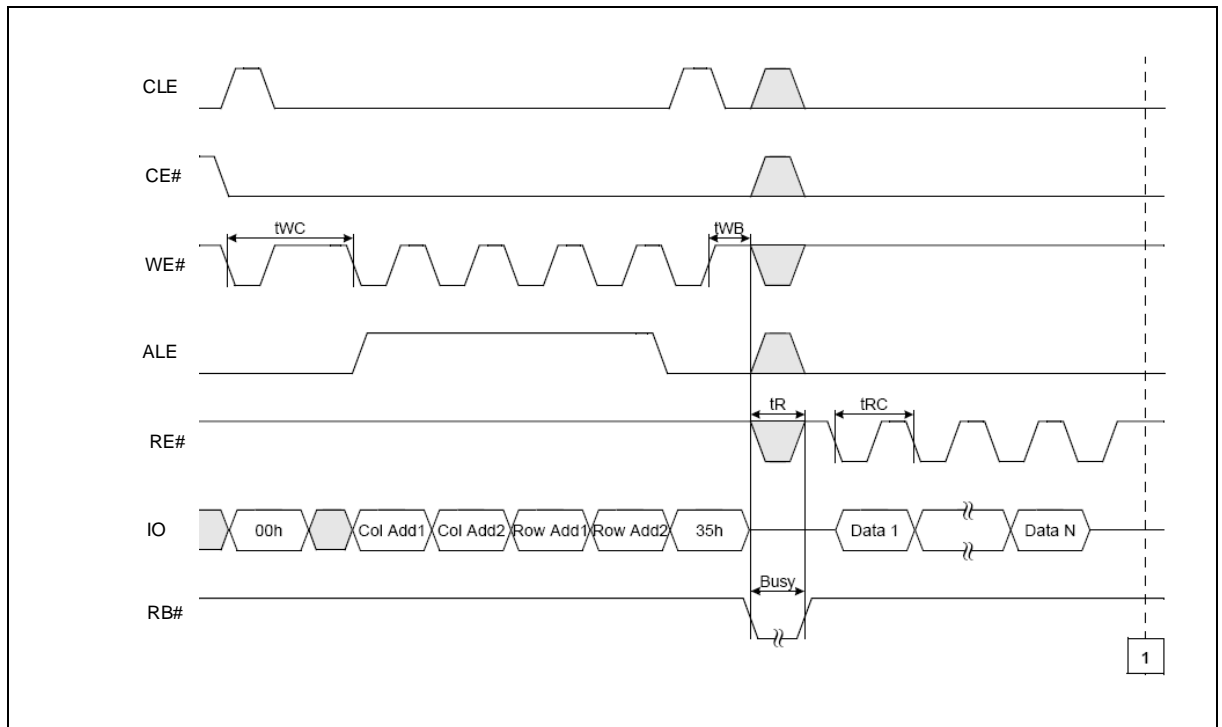 CLE
CE#
tWC
tWB
WE#
ALE
tR
tRC
RE#
IO
00h
Col Add1
Col Add2
Row Add1
Row Add2
35h
Data 1
Data N
Busy
RB#
1